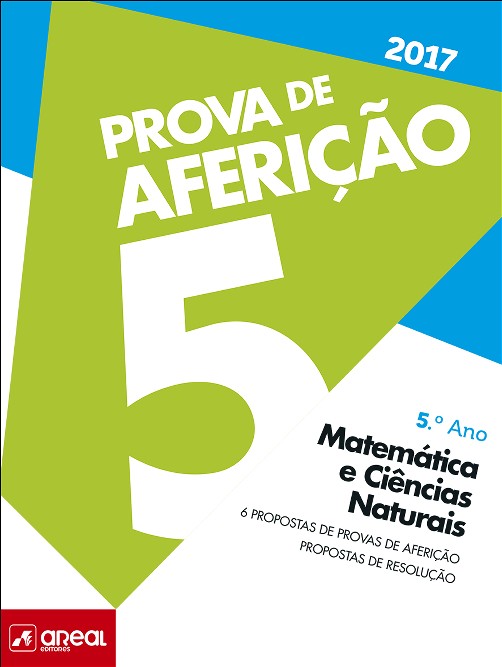 2017
PROVA DE
AFERIÇÃO
5
5.º Ano
Matemática
e Ciências
Naturais
6 PROPOSTAS DE PROVAS DE AFERIÇÃO
PROPOSTAS DE RESOLUÇÃO
areal
EDITORES